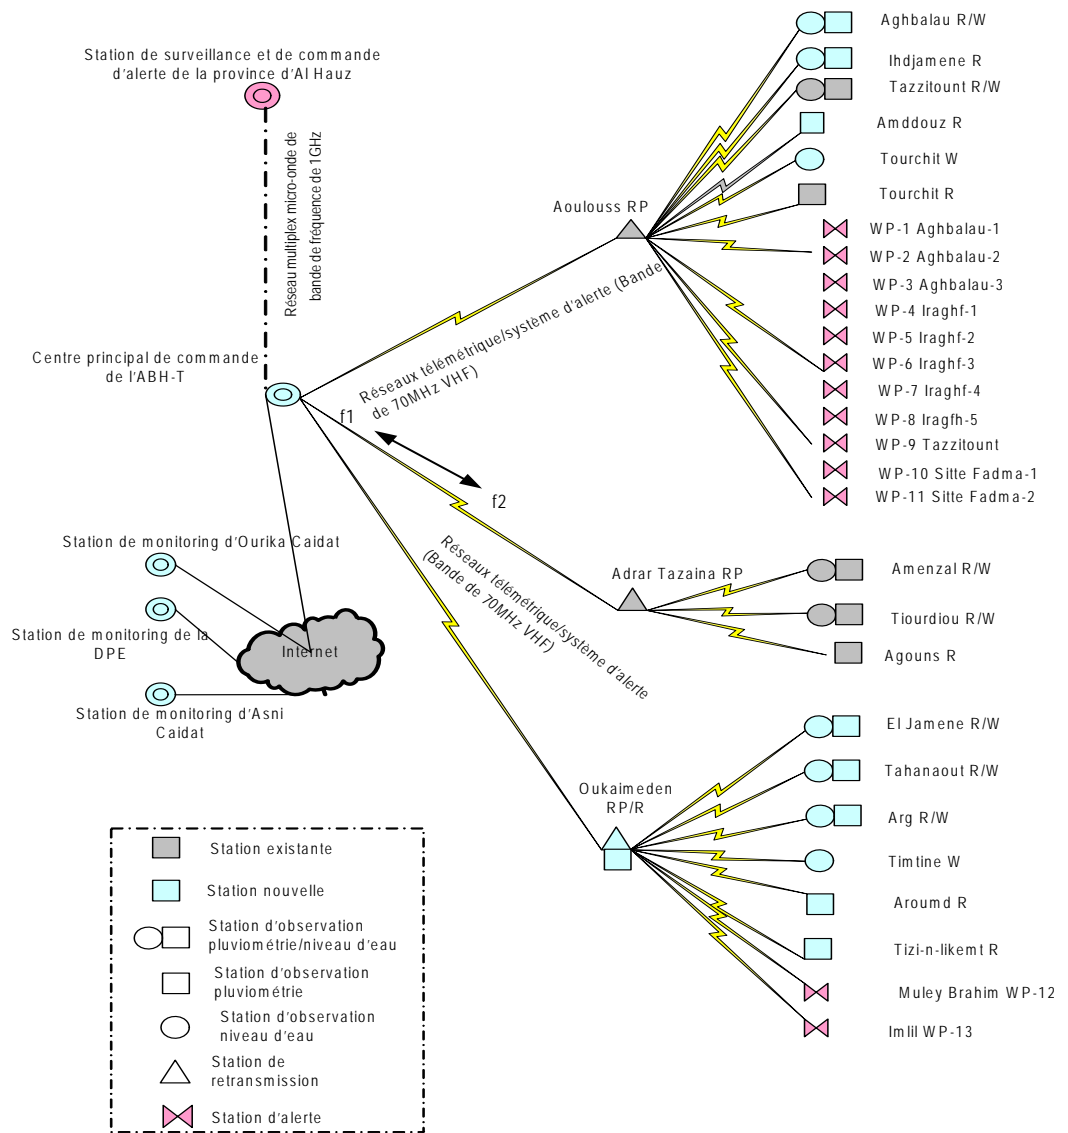 Station de surveillance et de commande
d'alerte de la province d'Al Hauz
Réseau multiplex micro-onde de
bande de fréquence de 1GHz
Centre principal de commande
de l'ABH-T
Aoulouss RP
Réseaux télémétrique/système d'alerte (Bande
de 70MHz VHF)
f1
f2
Réseaux télémétrique/système d'alerte
(Bande de 70MHz VHF)
Aghbalau R/W
Ihdjamene R
Tazzitount R/W
Amddouz R
Tourchit W
Tourchit R
WP-1 Aghbalau-1
WP-2 Aghbalau-2
WP-3 Aghbalau-3
WP-4 Iraghf-1
WP-5 Iraghf-2
WP-6 Iraghf-3
WP-7 Iraghf-4
WP-8 Iragfh-5
WP-9 Tazzitount
WP-10 Sitte Fadma-1
WP-11 Sitte Fadma-2
Station de monitoring d'Ourika Caidat
Station de monitoring de la
DPE
Internet
Station de monitoring d'Asni
Caidat
Adrar Tazaina RP
Amenzal R/W
Tiourdiou R/W
Agouns R
Oukaimeden
RP/R
El Jamene R/W
Tahanaout R/W
Arg R/W
Timtine W
Aroumd R
Tizi-n-likemt R
Muley Brahim WP-12
Imlil WP-13
Station existante
Station nouvelle
Station d'observation
pluviométrie/niveau d'eau
Station d'observation
pluviométrie
Station d'observation
niveau d'eau
Station de
retransmission
Station d'alerte